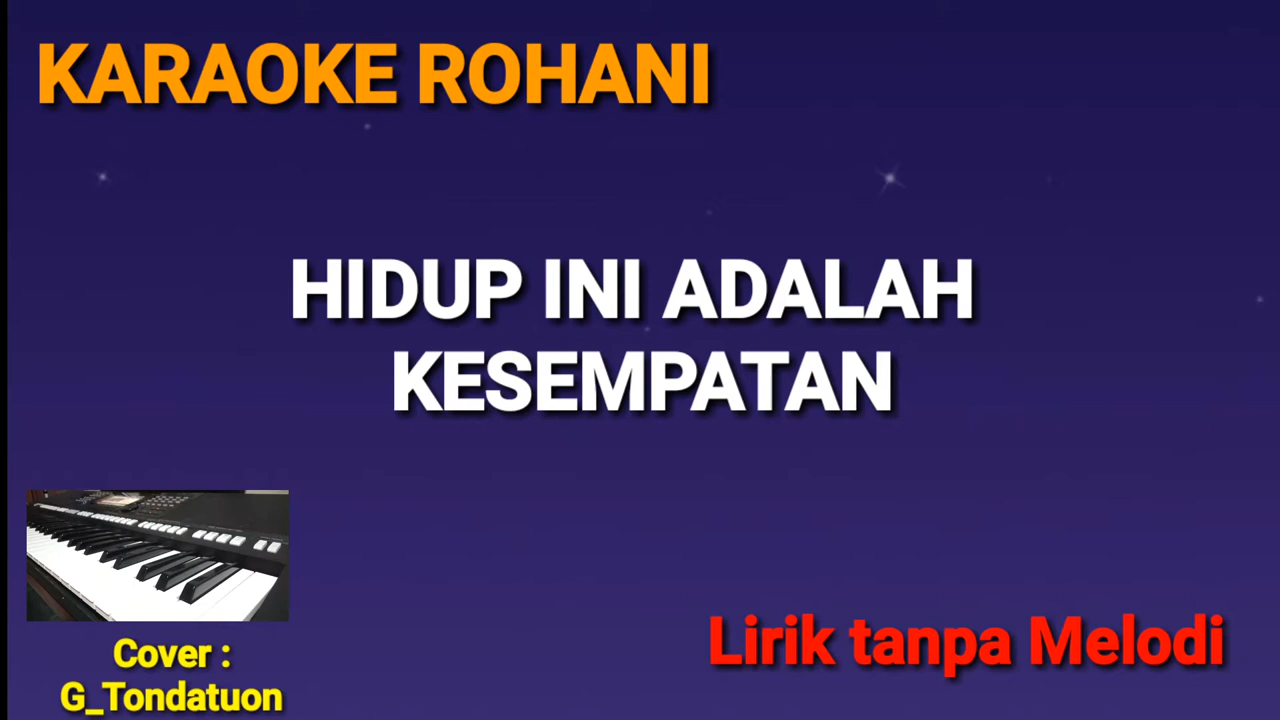 KARAOKE ROHANI
HIDUP INI ADALAH
KESEMPATAN
Lirik tanpa Melodi
Cover :
G_Tondatuon